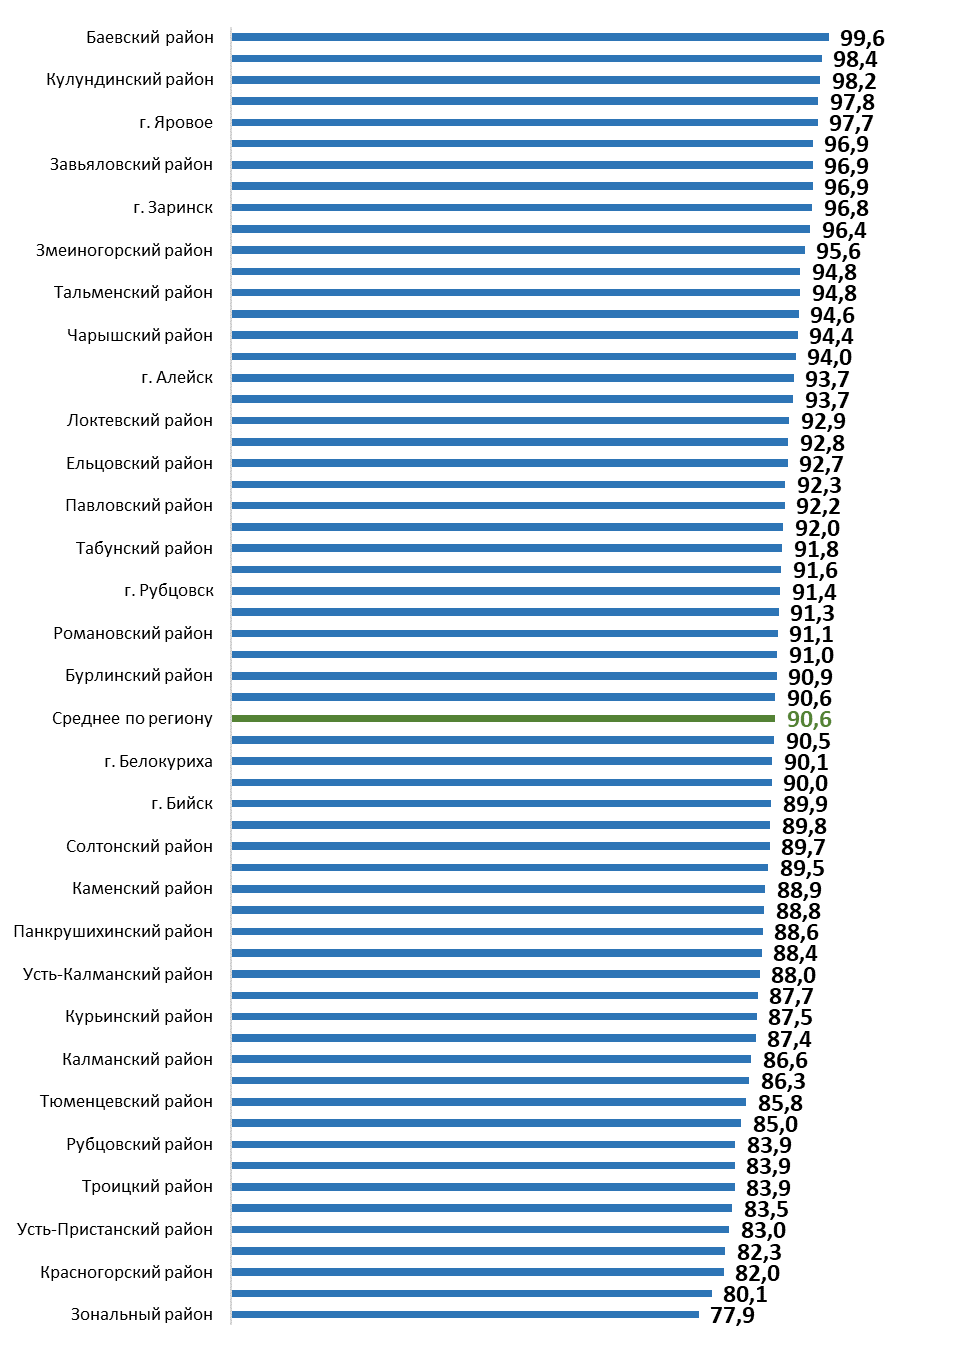 Баевский район 99,6
98,4
Кулундинский район 98,2
97,8
г. Яровое 97,7
96,9
Завьяловский район 96,9
96,9
г. Заринск 96,8
96,4
Змеиногорский район 95,6
94,8
Тальменский район 94,8
94,6
Чарышский район 94,4
94,0
г. Алейск 93,7
93,7
Локтевский район 92,9
92,8
Ельцовский район 92,7
92,3
Павловский район 92,2
92,0
Табунский район 91,8
91,6
г. Рубцовск 91,4
91,3
Романовский район 91,1
91,0
Бурлинский район 90,9
90,6
Среднее по региону 90,6
90,5
г. Белокуриха 90,1
90,0
г. Бийск 89,9
89,8
Солтонский район 89,7
89,5
Каменский район 88,9
88,8
Панкрушихинский район 88,6
88,4
Усть-Калманский район 88,0
87,7
Курьинский район 87,5
87,4
Калманский район 86,6
86,3
Тюменцевский район 85,8
85,0
Рубцовский район 83,9
83,9
Троицкий район 83,9
83,5
Усть-Пристанский район 83,0
82,3
Красногорский район 82,0
80,1
Зональный район 77,9